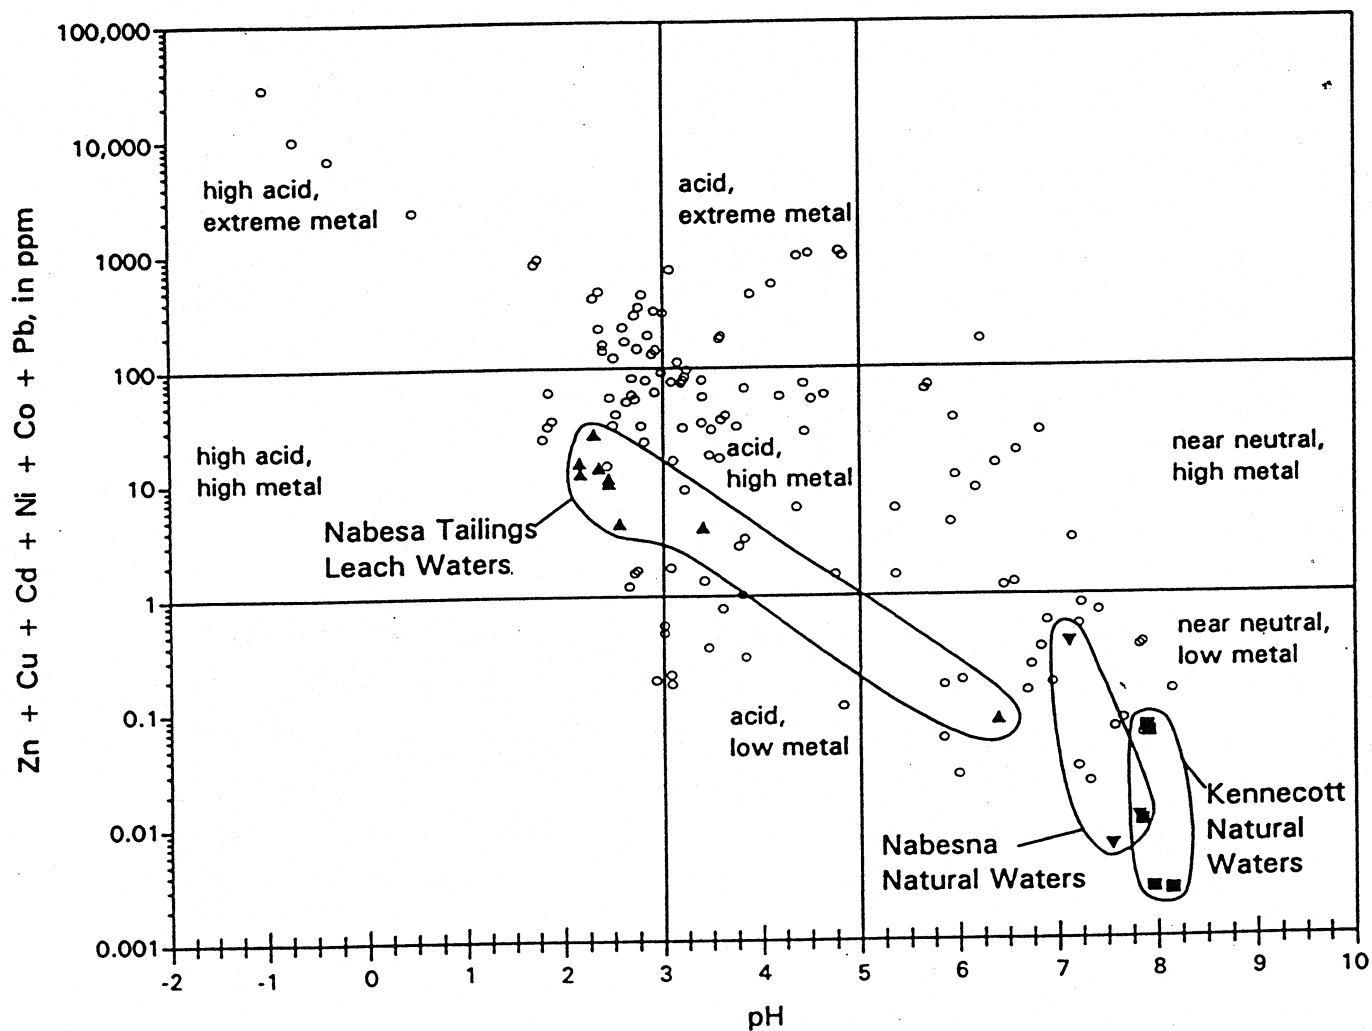 Zn + Cu + Cd + Ni + Co + Pb, in ppm
100,000
10,000
1000
100
10
1
0.1
0.01
0.001
high acid,
extreme metal
acid,
extreme metal
high acid,
high metal
acid,
high metal
near neutral,
high metal
Nabesa Tailings
Leach Waters
near neutral,
low metal
acid,
low metal
Kennecott
Natural
Waters
Nabesna
Natural Waters
-2 -1 0 1 2 3 4 5 6 7 8 9 10
pH